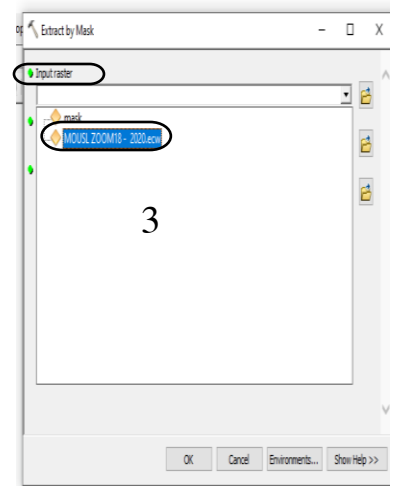 Extract by Mask
Input raster
mask
MOUSL ZOOM18 - 2020.ecw
3
OK Cancel Environments... Show Help >>